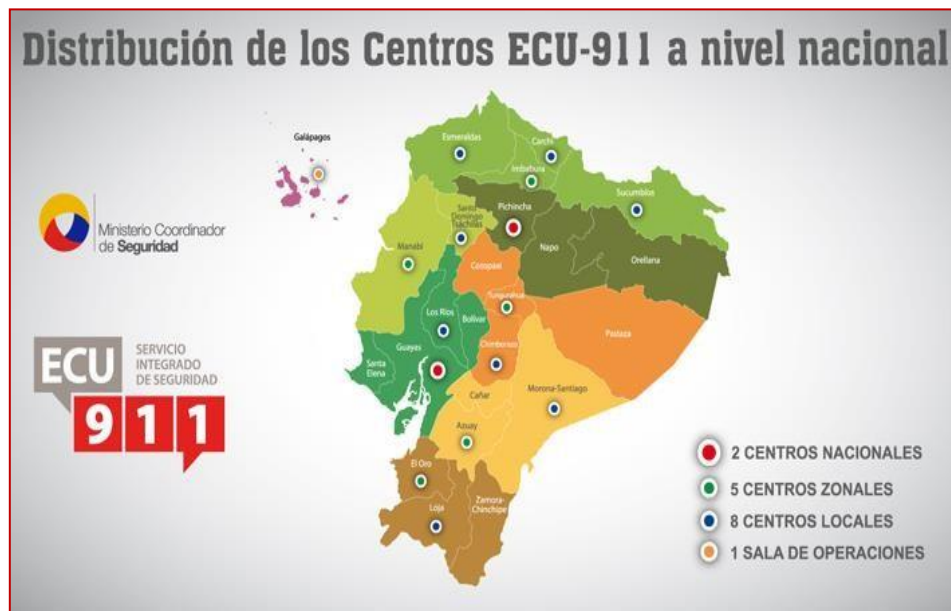 Distribución de los Centros ECU-911 a nivel nacional
Galápagos
Esmeraldas
Carchi
Imbabura
Sucumbíos
Ministerio Coordinador
de Seguridad
Santo
Domingo
Tsáchilas
Pichincha
Napo
Orellana
Manabí
Cotopaxi
Tungurahua
Pastaza
Los Ríos
Bolívar
Chimborazo
Guayas
Santa
Elena
Morona-Santiago
Cañar
Azuay
El Oro
Loja
Zamora-
Chinchipe
ECU
911
SERVICIO
INTEGRADO
DE SEGURIDAD
2 CENTROS NACIONALES
5 CENTROS ZONALES
8 CENTROS LOCALES
1 SALA DE OPERACIONES